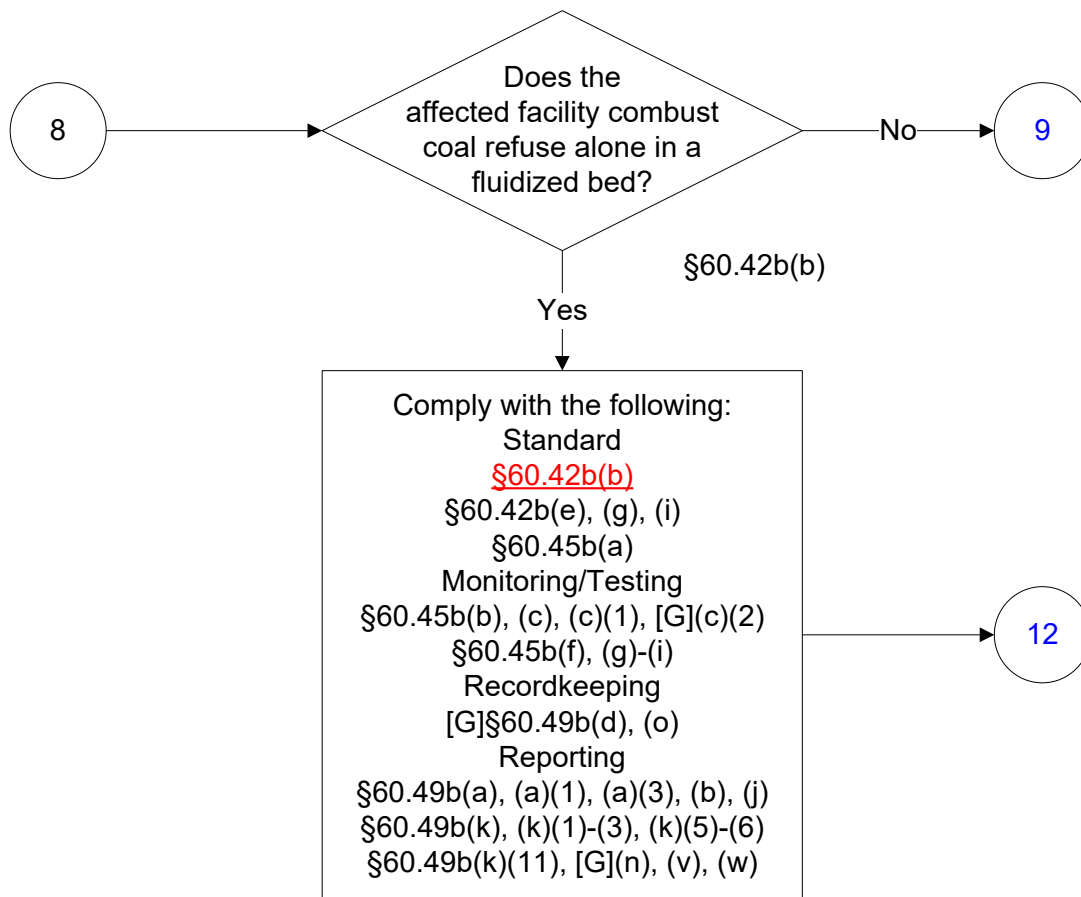 8
Does the
affected facility combust
coal refuse alone in a
fluidized bed?
No
9
§60.42b(b)
Yes
Comply with the following:
Standard
§60.42b(b)
§60.42b(e), (g), (i)
§60.45b(a)
Monitoring/Testing
§60.45b(b), (c), (c)(1), [G](c)(2)
§60.45b(f), (g)-(i)
Recordkeeping
[G]§60.49b(d), (o)
Reporting
§60.49b(a), (a)(1), (a)(3), (b), (j)
§60.49b(k), (k)(1)-(3), (k)(5)-(6)
§60.49b(k)(11), [G](n), (v), (w)
12